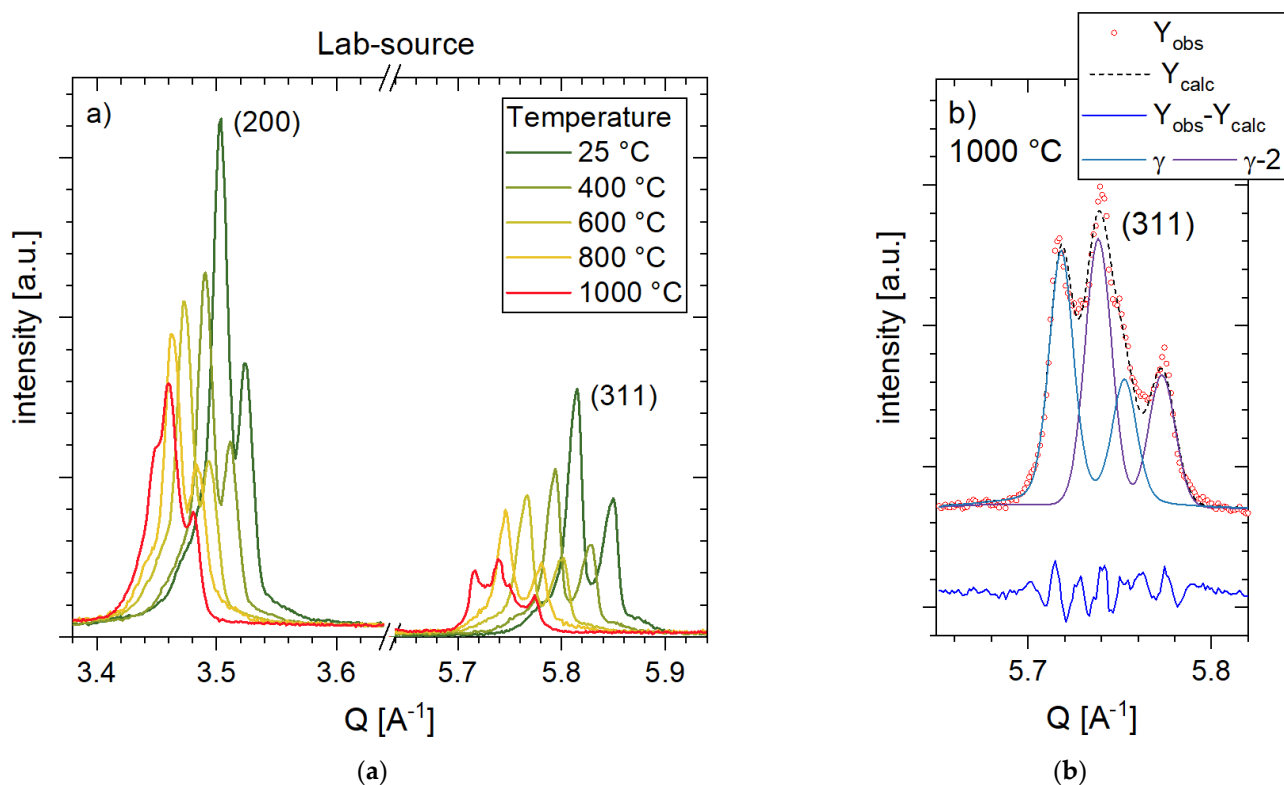 Lab-source
a)
(200)
(311)
Temperature
25 °C
400 °C
600 °C
800 °C
1000 °C
intensity [a.u.]
3.4 3.5 3.6 5.7 5.8 5.9
Q [A-1]
(a)
Yobs
Ycalc
Yobs-Ycalc
γ γ-2
b)
1000 °C
(311)
intensity [a.u.]
5.7 5.8
Q [A-1]
(b)